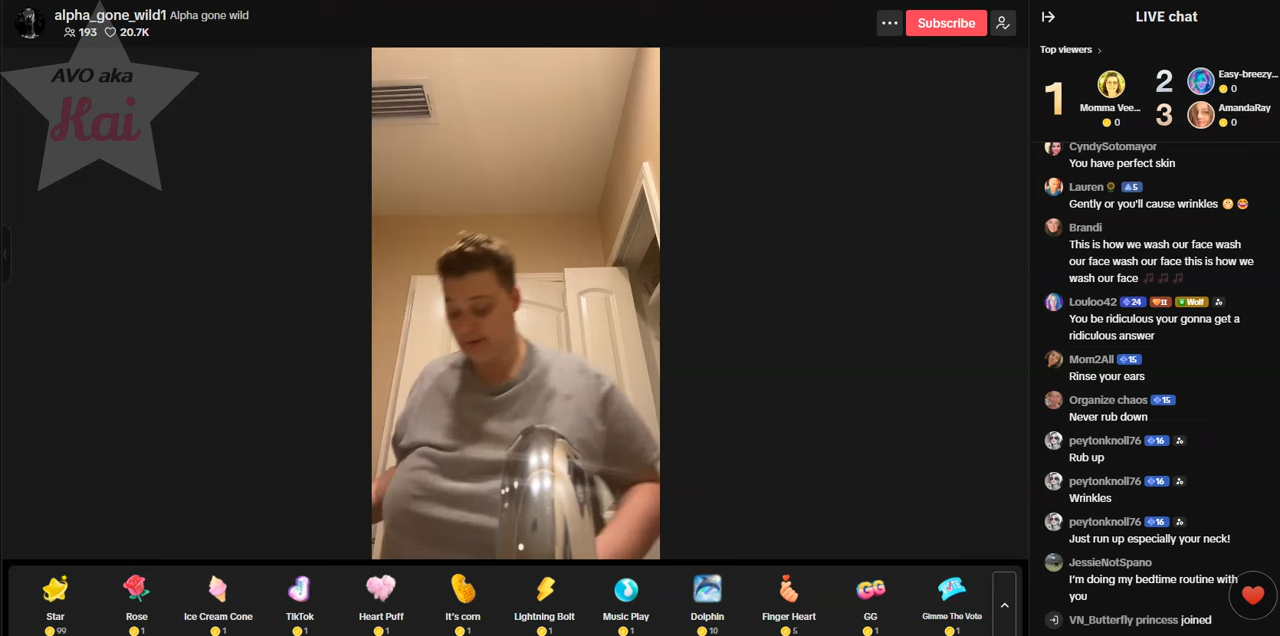 alpha_gone_wild1 Alpha gone wild
193 20.7K
Subscribe
AVO aka
Kai
LIVE chat
Top viewers
1
Momma Vee...
0
2
Easy-breezy...
0
3
AmandaRay
0
CyndySotomayor
You have perfect skin
Lauren 5
Gently or you'll cause wrinkles
Brandi
This is how we wash our face wash
our face wash our face this is how we
wash our face
Louloo42 24 II Wolf
You be ridiculous your gonna get a
ridiculous answer
Mom2All 15
Rinse your ears
Organize chaos 15
Never rub down
peytonknoll76 16
Rub up
peytonknoll76 16
Wrinkles
peytonknoll76 16
Just run up especially your neck!
JessieNotSpano
I'm doing my bedtime routine with
you
VN_Butterfly princess joined
GG
Star
Rose
Ice Cream Cone
TikTok
Heart Puff
It's corn
Lightning Bolt
Music Play
Dolphin
Finger Heart
GG
Gimme The Vote
99
1
1
1
1
1
1
1
10
5
1
1